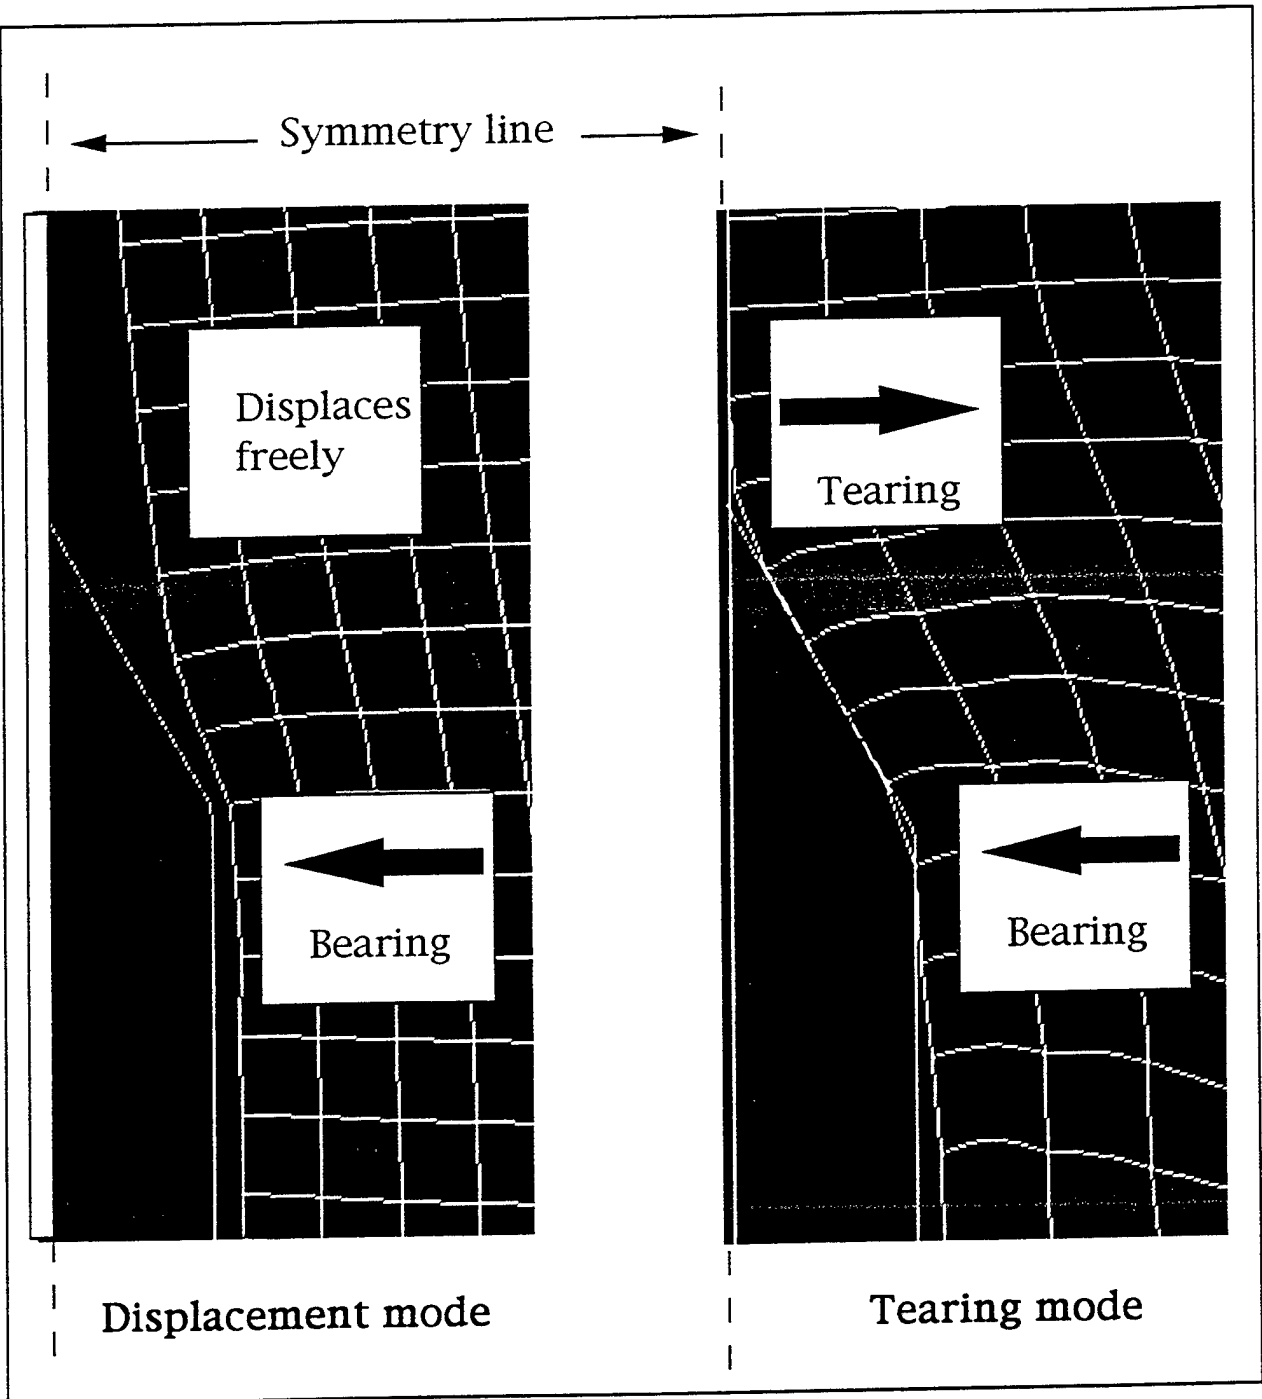 Symmetry line
Displaces
freely
Tearing
Bearing
Bearing
Displacement mode
Tearing mode